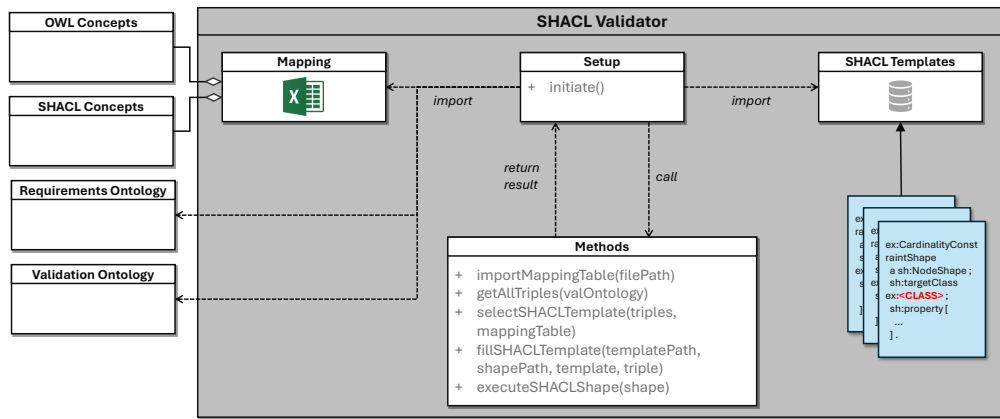 SHACL Validator
OWL Concepts
SHACL Concepts
Requirements Ontology
Validation Ontology
Mapping
X
import
Setup
+ initiate()
import
SHACL Templates
return
result
call
Methods
+ importMappingTable(filePath)
+ getAllTriples(valOntology)
+ selectSHACLTemplate(triples,
mappingTable)
+ fillSHACLTemplate(templatePath,
shapePath, template, triple)
+ executeSHACLShape(shape)
ex:CardinalityConst
raintShape
a sh:NodeShape ;
sh:targetClass
ex:<CLASS> ;
sh:property[
...
] .